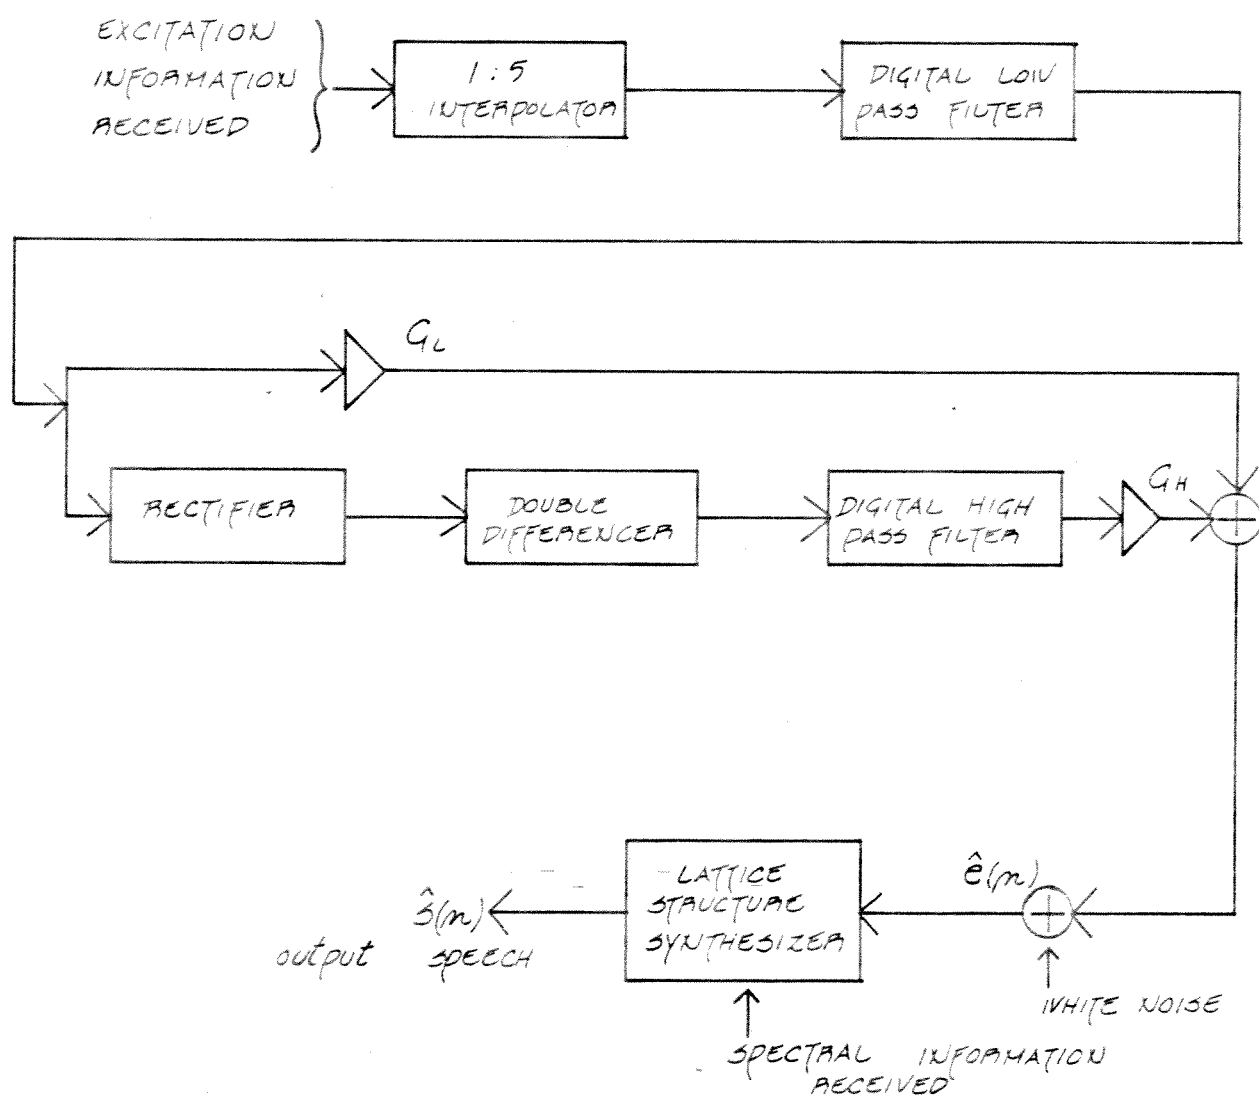 EXCITATION
INFORMATION
RECEIVED
1 : 5
INTERPOLATOR
DIGITAL LOW
PASS FILTER
G_L
RECTIFIER
DOUBLE
DIFFERENCER
DIGITAL HIGH
PASS FILTER
G_H
LATTICE
STRUCTURE
SYNTHESIZER
ê(n)
ŝ(n)
output SPEECH
WHITE NOISE
SPECTRAL INFORMATION
RECEIVED